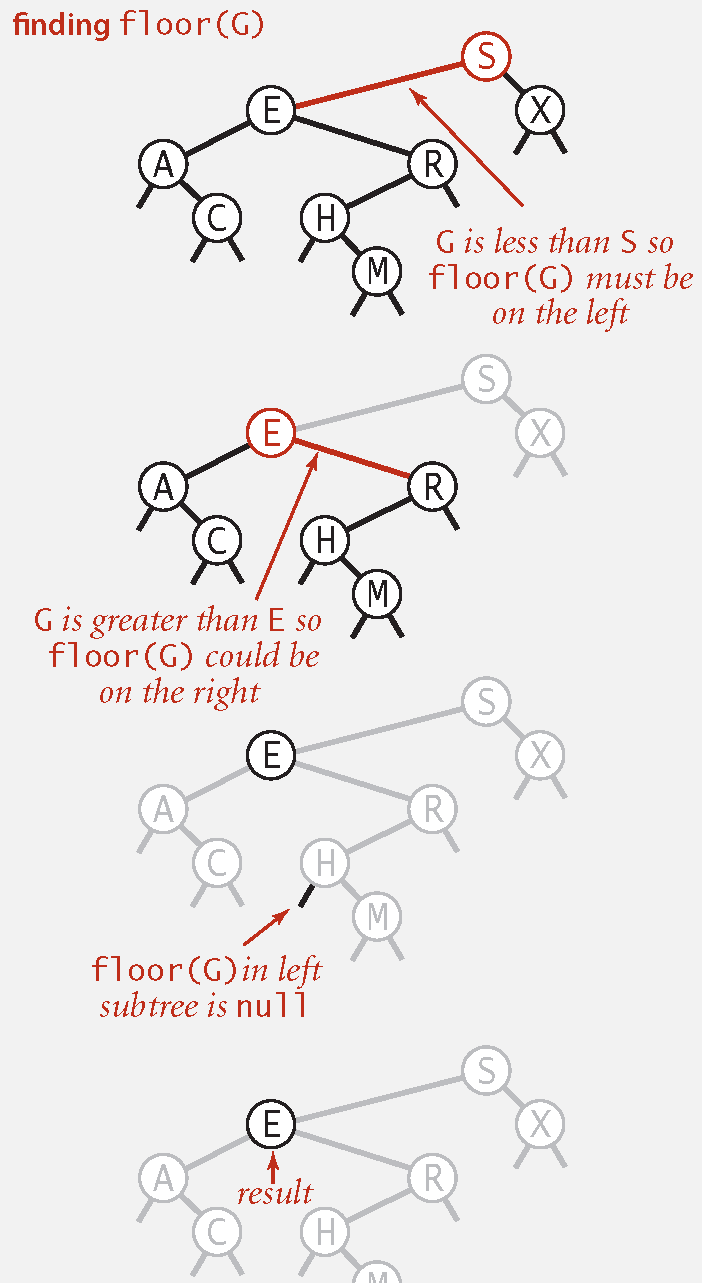 finding floor(G)
S
E
X
A
R
C
H
M
G is less than S so
floor(G) must be
on the left
S
E
X
A
R
C
H
M
G is greater than E so
floor(G) could be
on the right
S
E
X
A
R
C
H
M
floor(G)in left
subtree is null
S
E
X
A
R
result
C
H
M